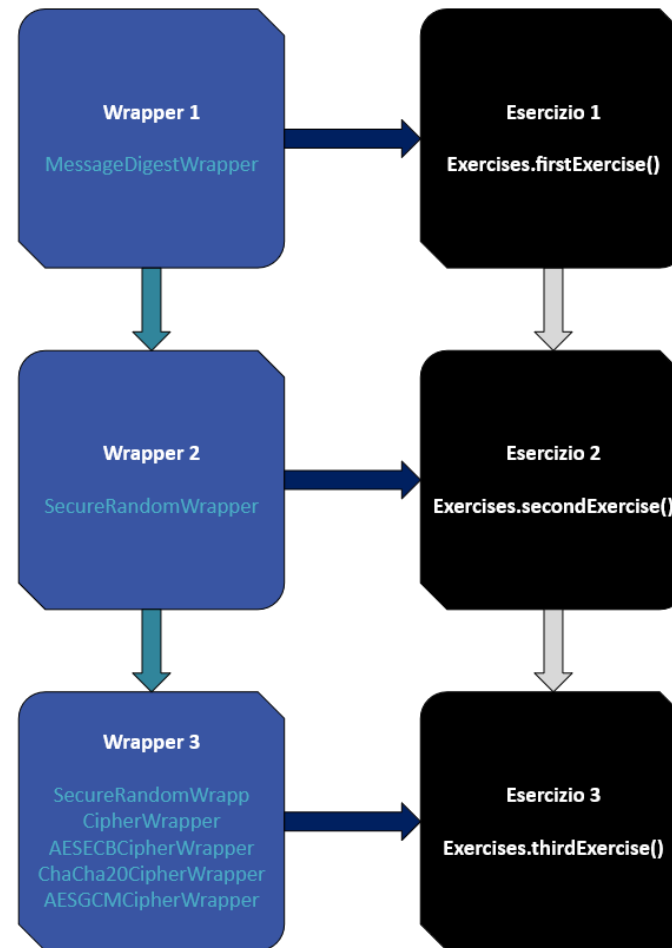 Wrapper 1
MessageDigestWrapper
Esercizio 1
Exercises.firstExercise()
Wrapper 2
SecureRandomWrapper
Esercizio 2
Exercises.secondExercise()
Wrapper 3
SecureRandomWrapp
CipherWrapper
AESECBCipherWrapper
ChaCha20CipherWrapper
AESGCMCipherWrapper
Esercizio 3
Exercises.thirdExercise()